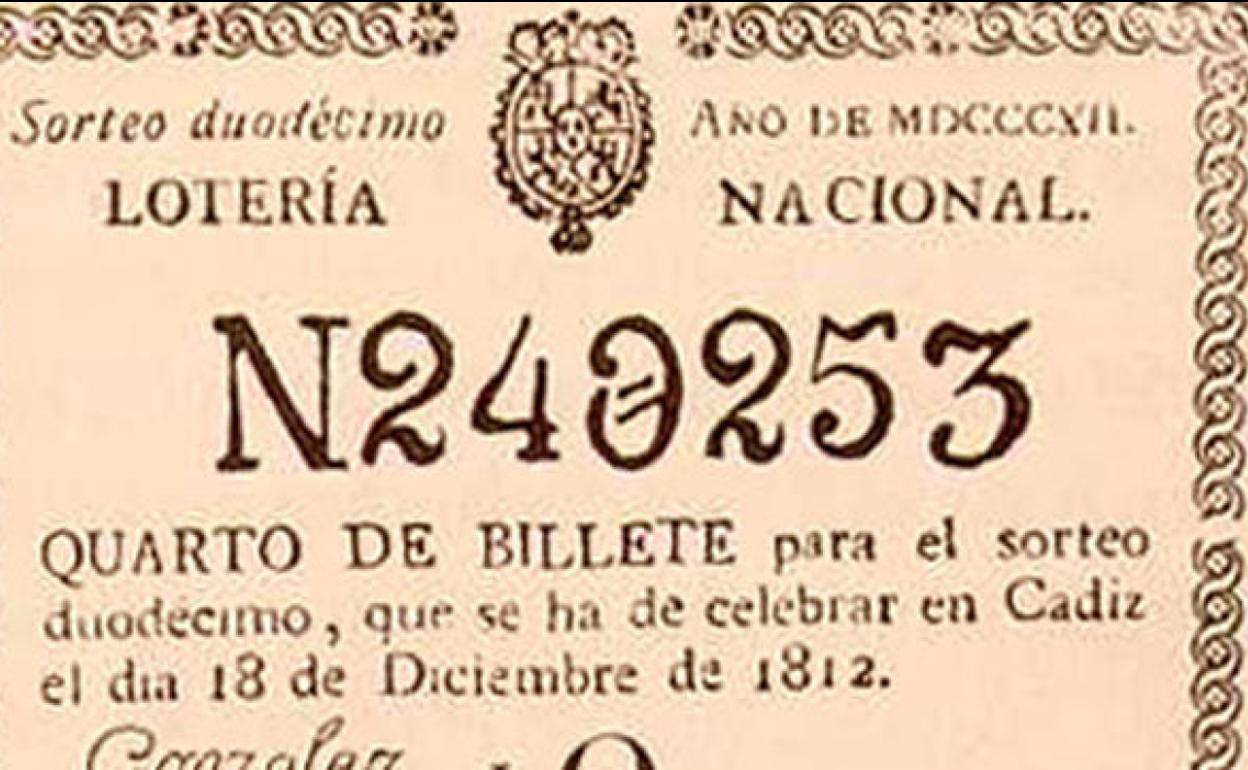 Sorteo duodécimo AÑO DE MDCCCXII.
LOTERÍA NACIONAL.
N240253
QUARTO DE BILLETE para el sorteo
duodécimo, que se ha de celebrar en Cadiz
el dia 18 de Diciembre de 1812.